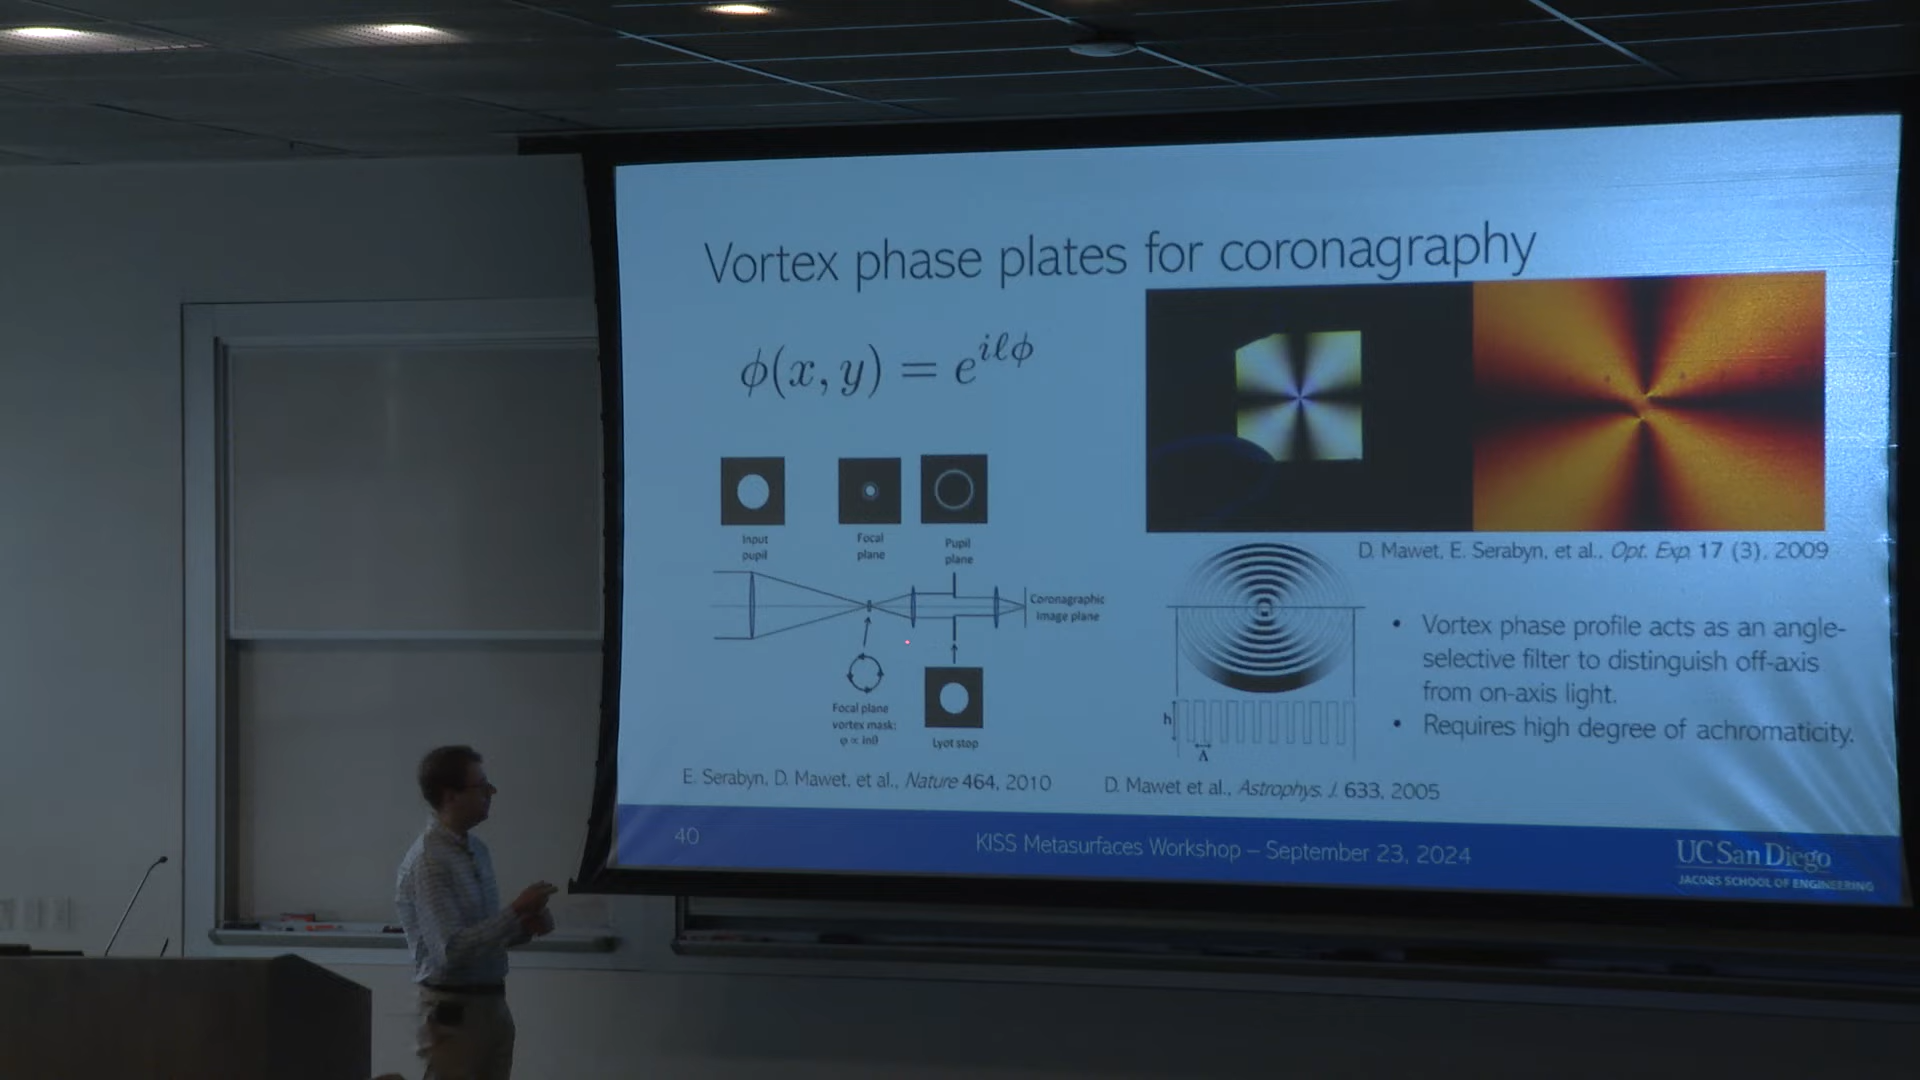 Vortex phase plates for coronagraphy
ϕ(x, y) = e^{iℓϕ}
Input
pupil
Focal
plane
Pupil
plane
Coronagraphic
image plane
Focal plane
vortex mask:
φ ∝ inθ
Lyot stop
E. Serabyn, D. Mawet, et al., Nature 464, 2010
D. Mawet, E. Serabyn, et al., Opt. Exp. 17 (3), 2009
h
Λ
D. Mawet et al., Astrophys. J. 633, 2005
• Vortex phase profile acts as an angle-
selective filter to distinguish off-axis
from on-axis light.
• Requires high degree of achromaticity.
40
KISS Metasurfaces Workshop – September 23, 2024
UC San Diego
JACOBS SCHOOL OF ENGINEERING